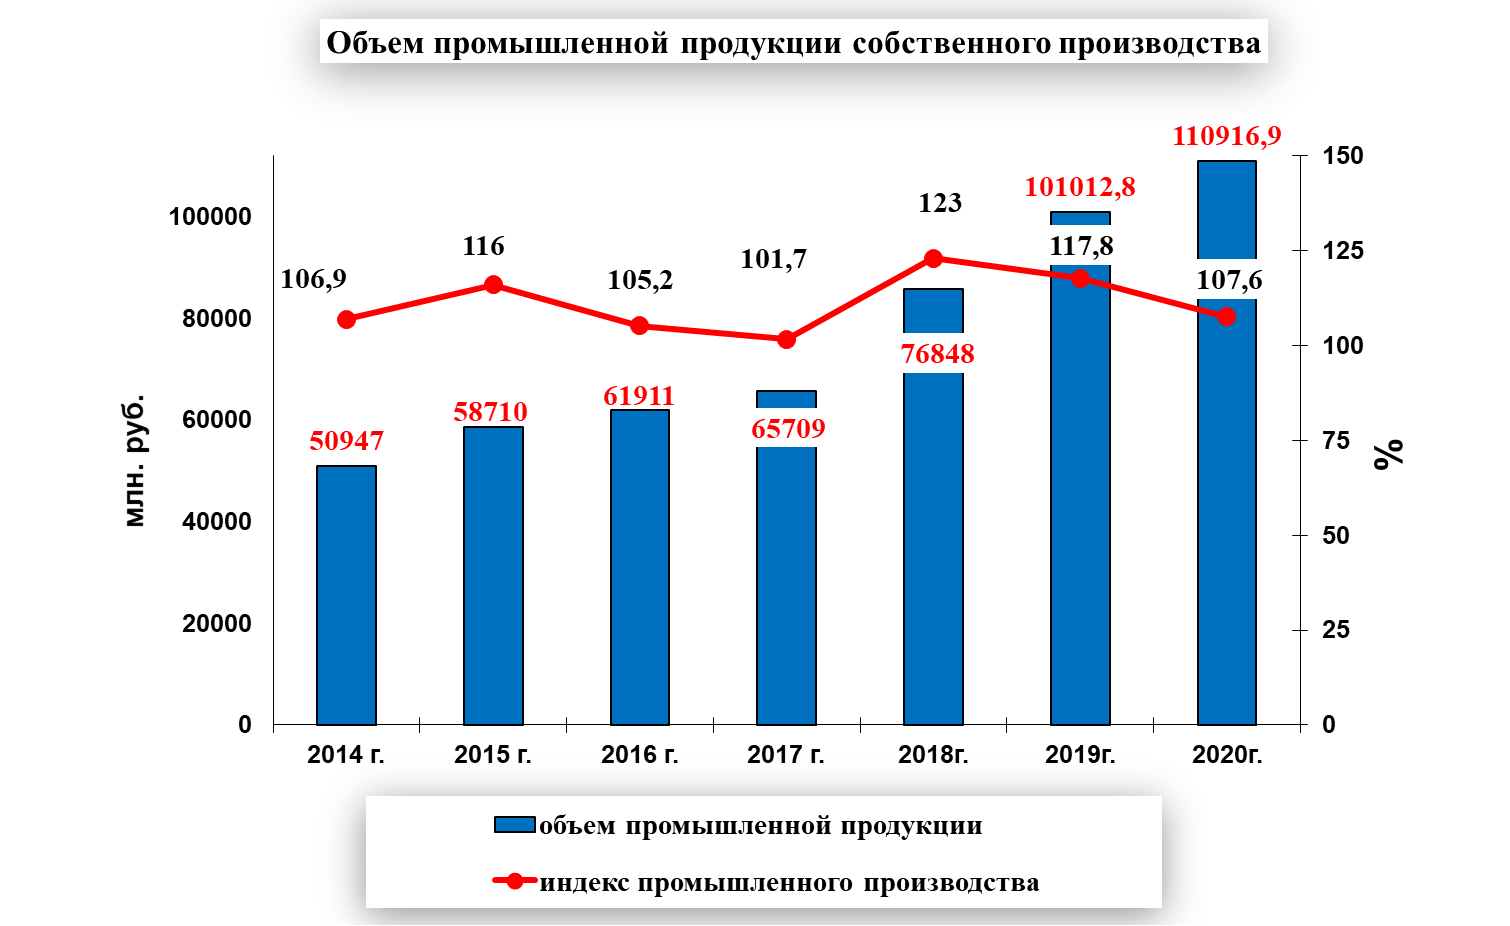 Объем промышленной продукции собственного производства
110916,9
150
101012,8
123
100000
116
117,8
125
106,9
105,2
101,7
107,6
80000
76848
100
61911
58710
60000
65709
50947
75
млн. руб.
%
40000
50
20000
25
0
0
2014 г.
2015 г.
2016 г.
2017 г.
2018г.
2019г.
2020г.
объем промышленной продукции
индекс промышленного производства